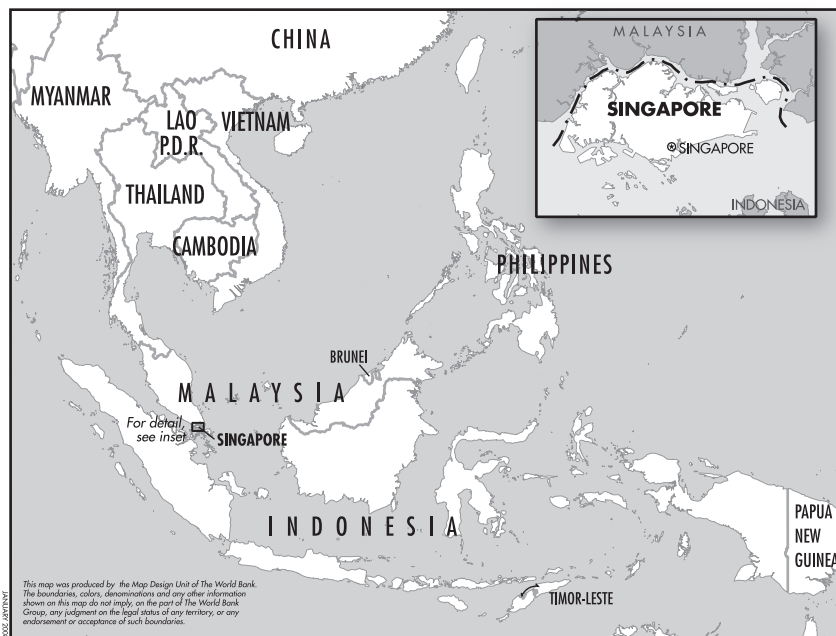 CHINA
MYANMAR
LAO
P.D.R.
VIETNAM
THAILAND
CAMBODIA
PHILIPPINES
BRUNEI
MALAYSIA
For detail,
see inset
SINGAPORE
INDONESIA
PAPUA
NEW
GUINEA
TIMOR-LESTE
MALAYSIA
SINGAPORE
SINGAPORE
INDONESIA
This map was produced by the Map Design Unit of The World Bank.
The boundaries, colors, denominations and any other information
shown on this map do not imply, on the part of The World Bank
Group, any judgment on the legal status of any territory, or any
endorsement or acceptance of such boundaries.
JANUARY